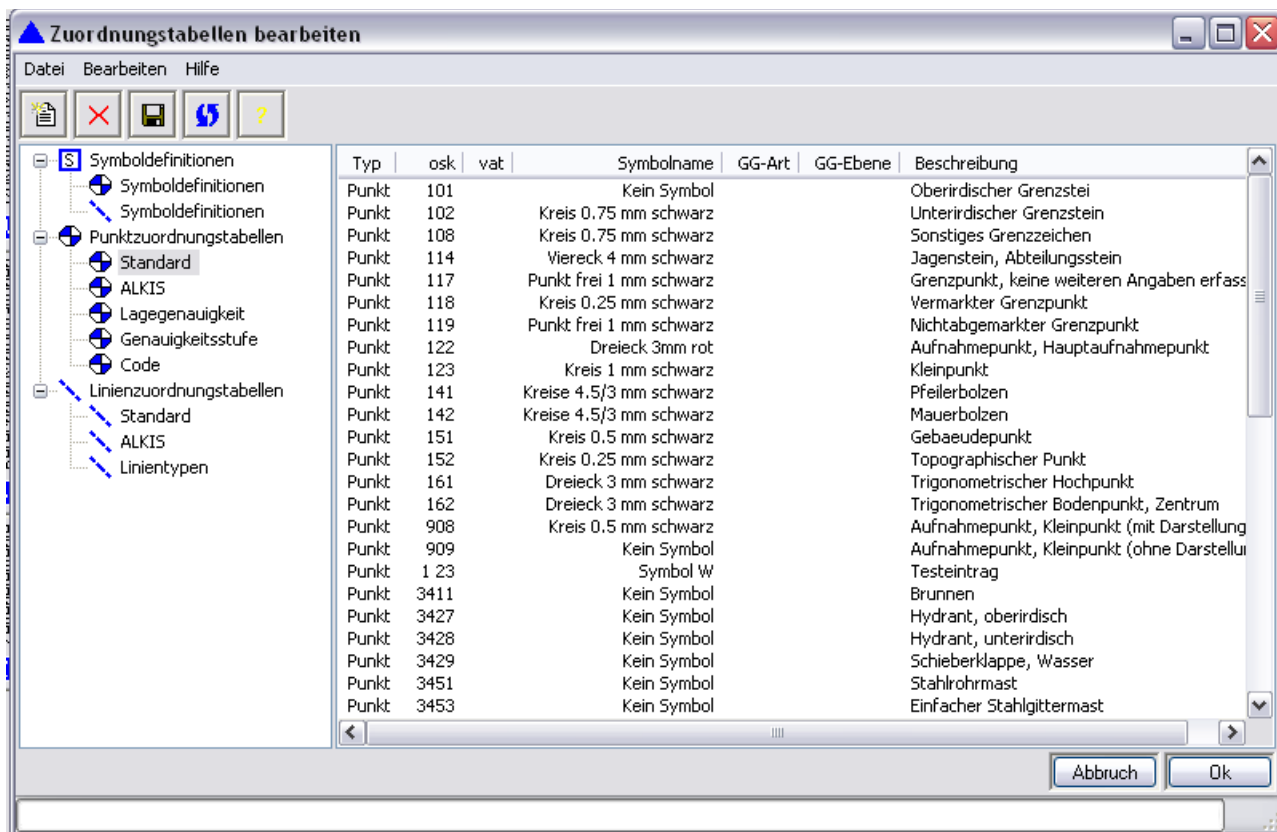 Zuordnungstabellen bearbeiten
Datei Bearbeiten Hilfe
?
S Symboldefinitionen
Symboldefinitionen
Symboldefinitionen
Punktzuordnungstabellen
Standard
ALKIS
Lagegenauigkeit
Genauigkeitsstufe
Code
Linienzuordnungstabellen
Standard
ALKIS
Linientypen
Typ osk vat Symbolname GG-Art GG-Ebene Beschreibung
Punkt 101 Kein Symbol Oberirdischer Grenzstei
Punkt 102 Kreis 0.75 mm schwarz Unterirdischer Grenzstein
Punkt 108 Kreis 0.75 mm schwarz Sonstiges Grenzzeichen
Punkt 114 Viereck 4 mm schwarz Jagenstein, Abteilungsstein
Punkt 117 Punkt frei 1 mm schwarz Grenzpunkt, keine weiteren Angaben erfass
Punkt 118 Kreis 0.25 mm schwarz Vermarkter Grenzpunkt
Punkt 119 Punkt frei 1 mm schwarz Nichtabgemarkter Grenzpunkt
Punkt 122 Dreieck 3mm rot Aufnahmepunkt, Hauptaufnahmepunkt
Punkt 123 Kreis 1 mm schwarz Kleinpunkt
Punkt 141 Kreise 4.5/3 mm schwarz Pfeilerbolzen
Punkt 142 Kreise 4.5/3 mm schwarz Mauerbolzen
Punkt 151 Kreis 0.5 mm schwarz Gebaeudepunkt
Punkt 152 Kreis 0.25 mm schwarz Topographischer Punkt
Punkt 161 Dreieck 3 mm schwarz Trigonometrischer Hochpunkt
Punkt 162 Dreieck 3 mm schwarz Trigonometrischer Bodenpunkt, Zentrum
Punkt 908 Kreis 0.5 mm schwarz Aufnahmepunkt, Kleinpunkt (mit Darstellung
Punkt 909 Kein Symbol Aufnahmepunkt, Kleinpunkt (ohne Darstellu
Punkt 1 23 Symbol W Testeintrag
Punkt 3411 Kein Symbol Brunnen
Punkt 3427 Kein Symbol Hydrant, oberirdisch
Punkt 3428 Kein Symbol Hydrant, unterirdisch
Punkt 3429 Kein Symbol Schieberklappe, Wasser
Punkt 3451 Kein Symbol Stahlrohrmast
Punkt 3453 Kein Symbol Einfacher Stahlgittermast
Abbruch Ok